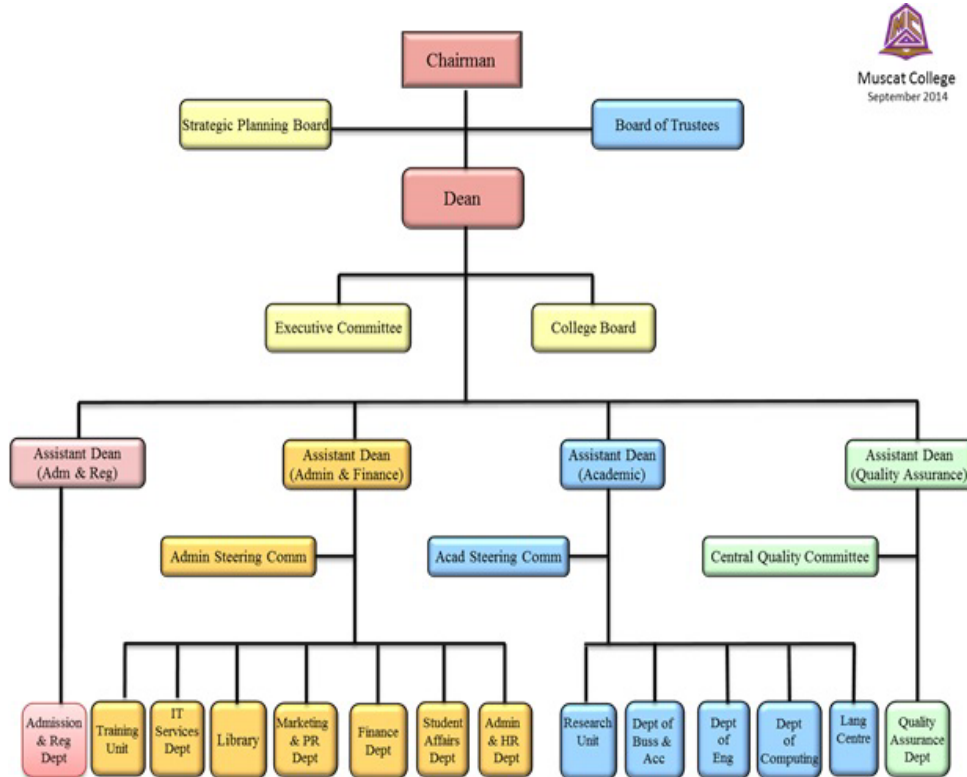 Muscat College
September 2014
Chairman
Strategic Planning Board
Board of Trustees
Dean
Executive Committee
College Board
Assistant Dean
(Adm & Reg)
Assistant Dean
(Admin & Finance)
Assistant Dean
(Academic)
Assistant Dean
(Quality Assurance)
Admin Steering Comm
Acad Steering Comm
Central Quality Committee
Admission
& Reg
Dept
Training
Unit
IT
Services
Dept
Library
Marketing
& PR
Dept
Finance
Dept
Student
Affairs
Dept
Admin
& HR
Dept
Research
Unit
Dept of
Buss &
Acc
Dept
of
Eng
Dept
of
Computing
Lang
Centre
Quality
Assurance
Dept